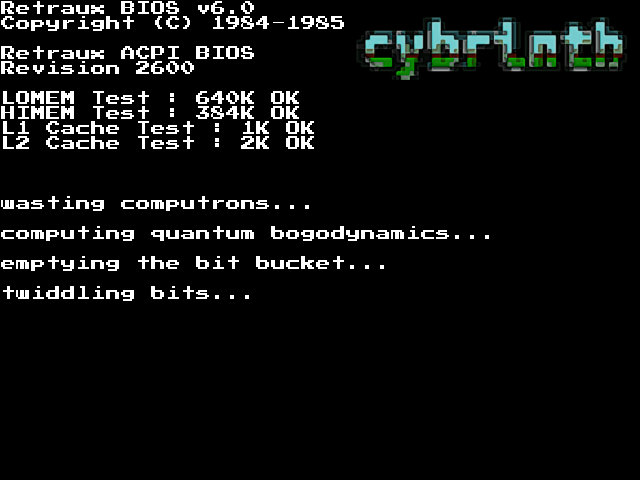 Retraux BIOS v6.0
Copyright (C) 1984-1985
cybrinth
Retraux ACPI BIOS
Revision 2600
LOMEM Test : 640K OK
HIMEM Test : 384K OK
L1 Cache Test : 1K OK
L2 Cache Test : 2K OK
wasting computrons...
computing quantum bogodynamics...
emptying the bit bucket...
twiddling bits...